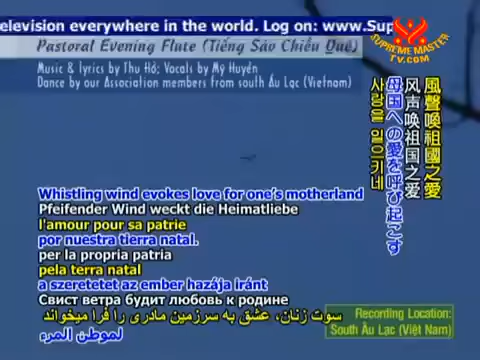 elevision everywhere in the world. Log on: www.Sup
SUPREME MASTER
TV.COM
Pastoral Evening Flute (Tiếng Sáo Chiều Quê)
Music & lyrics by Thu Hồ; Vocals by Mỹ Huyền
Dance by our Association members from south Âu Lạc (Vietnam)
風聲喚祖國之愛
风声唤祖国之爱
母国への愛を呼び起こす
사랑을 일으키네
Whistling wind evokes love for one's motherland
Pfeifender Wind weckt die Heimatliebe
l'amour pour sa patrie
por nuestra tierra natal.
per la propria patria
pela terra natal
a szeretetet az ember hazája iránt
Свист ветра будит любовь к родине
سوت زنان، عشق به سرزمین مادری را فرا میخواند
لموطن المرء
Recording Location:
South Âu Lạc (Việt Nam)